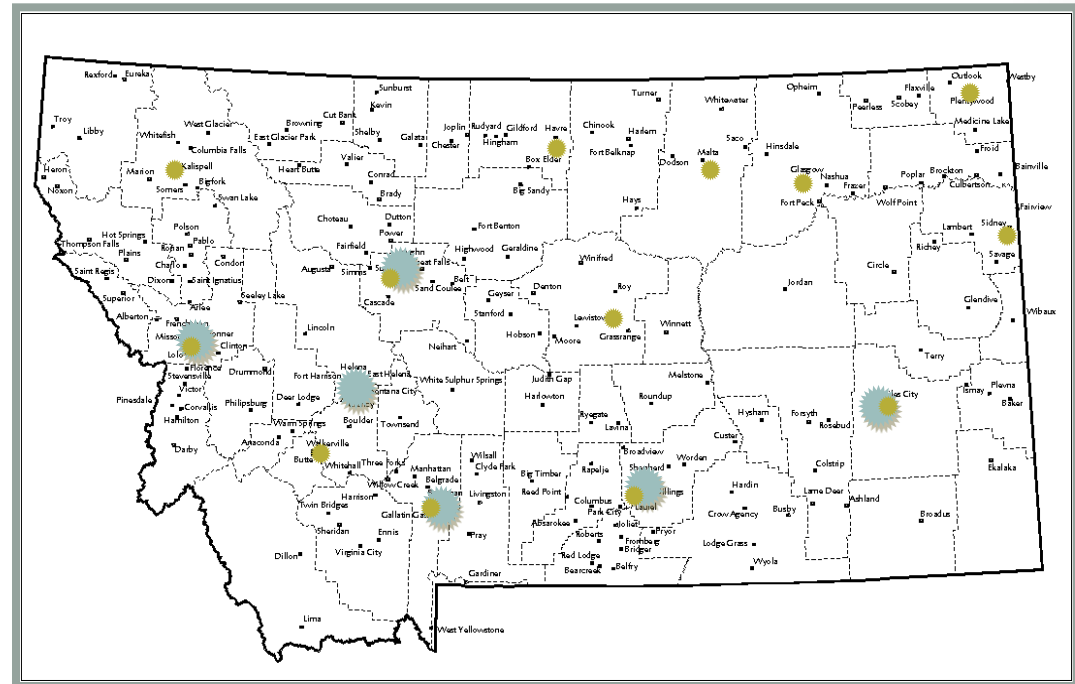 Rexford
Eureka
Outlook
Westby
Sunburst
Opheim
Flaxville
Turner
Scobey
Peerless
Plentywood
Kevin
Whitewater
Troy
Libby
West Glacier
Whitefish
Browning
Cut Bank
Shelby
Galata
Joplin
Rudyard
Gildford
Havre
Chinook
Harlem
Saco
Medicine Lake
East Glacier Park
Chester
Hingham
Columbia Falls
Fort Belknap
Malta
Hinsdale
Froid
Valier
Box Elder
Dodson
Heron
Marion
Kalispell
Heart Butte
Conrad
Glasgow
Nashua
Poplar
Brockton
Bainville
Noxon
Somers
Bigfork
Brady
Big Sandy
Frazer
Culbertson
Swan Lake
Hays
Fort Peck
Wolf Point
Fairview
Choteau
Dutton
Fort Benton
Sidney
Polson
Power
Lambert
Hot Springs
Pablo
Thompson Falls
Ronan
Fairfield
Highwood
Geraldine
Richey
Savage
Plains
Condon
Winifred
Charlo
Augusta
Simms
Circle
Saint Regis
Dixon
Saint Ignatius
Belt
Sand Coulee
Jordan
Superior
Seeley Lake
Cascade
Geyser
Denton
Roy
Glendive
Arlee
Alberton
Stanford
Lewistown
Wibaux
Lincoln
Hobson
Moore
Grassrange
Winnett
Clinton
Lolo
Neihart
Terry
Florence
Drummond
Helena
East Helena
Stevensville
Fort Harrison
White Sulphur Springs
Judith Gap
Melstone
Ismay
Plevna
Victor
Pinesdale
Corvallis
Philipsburg
Deer Lodge
Harlowton
Roundup
Baker
Hamilton
Townsend
Boulder
Ryegate
Lavina
Hysham
Forsyth
Rosebud
Warm Springs
Darby
Anaconda
Walkerville
Custer
Butte
Whitehall
Three Forks
Manhattan
Wilsall
Broadview
Shepherd
Worden
Ekalaka
Belgrade
Clyde Park
Big Timber
Rapelje
Colstrip
Willow Creek
Harrison
Livingston
Reed Point
Columbus
Laurel
Hardin
Lame Deer
Ashland
Twin Bridges
Park City
Crow Agency
Busby
Broadus
Sheridan
Ennis
Absarokee
Joliet
Virginia City
Pray
Roberts
Fromberg
Pryor
Lodge Grass
Dillon
Bridger
Red Lodge
Gardiner
Bearcreek
Belfry
Wyola
Lima
West Yellowstone